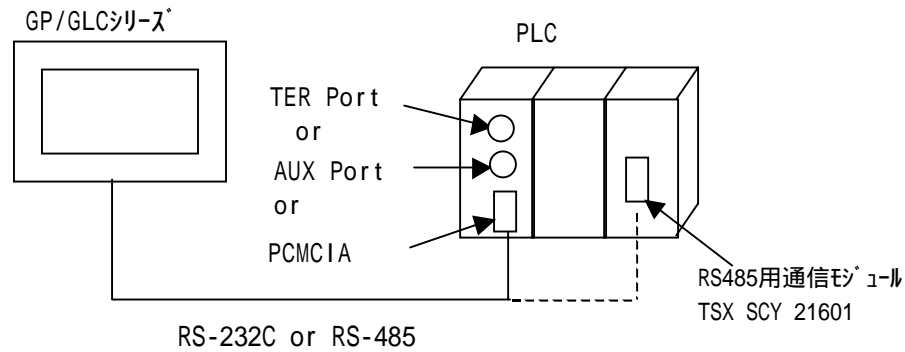 GP/GLCｼﾘｰｽﾞ
PLC
TER Port
or
AUX Port
or
PCMCIA
RS485用通信ﾓｼﾞｭｰﾙ
TSX SCY 21601
RS-232C or RS-485